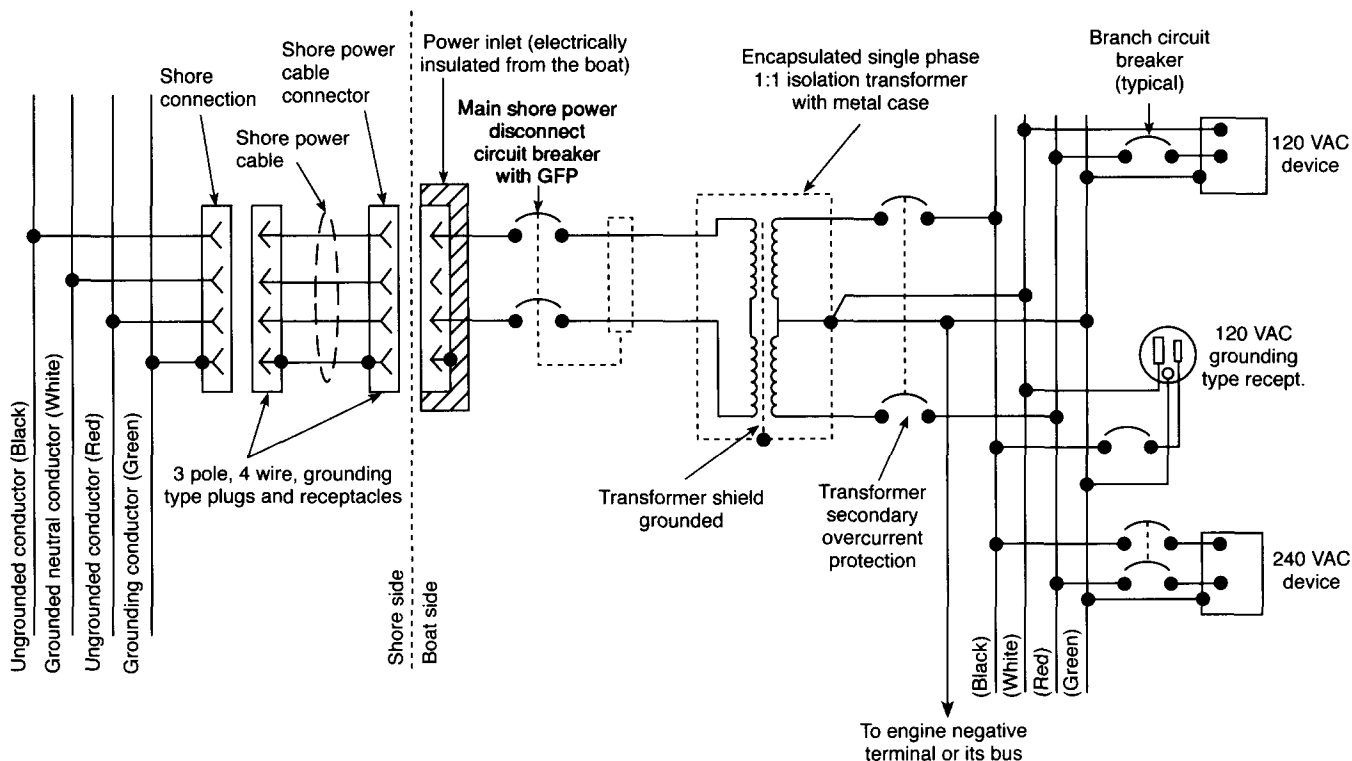 Shore
connection
Shore power
cable
Shore power
cable
connector
Power inlet (electrically
insulated from the boat)
Main shore power
disconnect
circuit breaker
with GFP
Encapsulated single phase
1:1 isolation transformer
with metal case
Branch circuit
breaker
(typical)
120 VAC
device
120 VAC
grounding
type recept.
240 VAC
device
3 pole, 4 wire, grounding
type plugs and receptacles
Transformer shield
grounded
Transformer
secondary
overcurrent
protection
Ungrounded conductor (Black)
Grounded neutral conductor (White)
Ungrounded conductor (Red)
Grounding conductor (Green)
Shore side
Boat side
(Black)
(White)
(Red)
(Green)
To engine negative
terminal or its bus